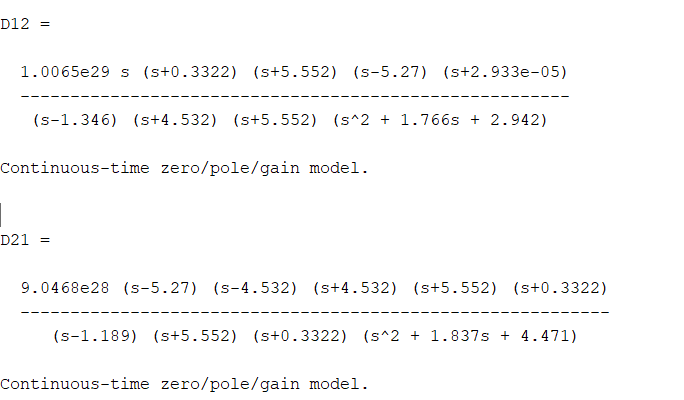 D12 =
1.0065e29 s (s+0.3322) (s+5.552) (s-5.27) (s+2.933e-05)
-------------------------------------------------------
(s-1.346) (s+4.532) (s+5.552) (s^2 + 1.766s + 2.942)
Continuous-time zero/pole/gain model.
D21 =
9.0468e28 (s-5.27) (s-4.532) (s+4.532) (s+5.552) (s+0.3322)
-----------------------------------------------------------
(s-1.189) (s+5.552) (s+0.3322) (s^2 + 1.837s + 4.471)
Continuous-time zero/pole/gain model.